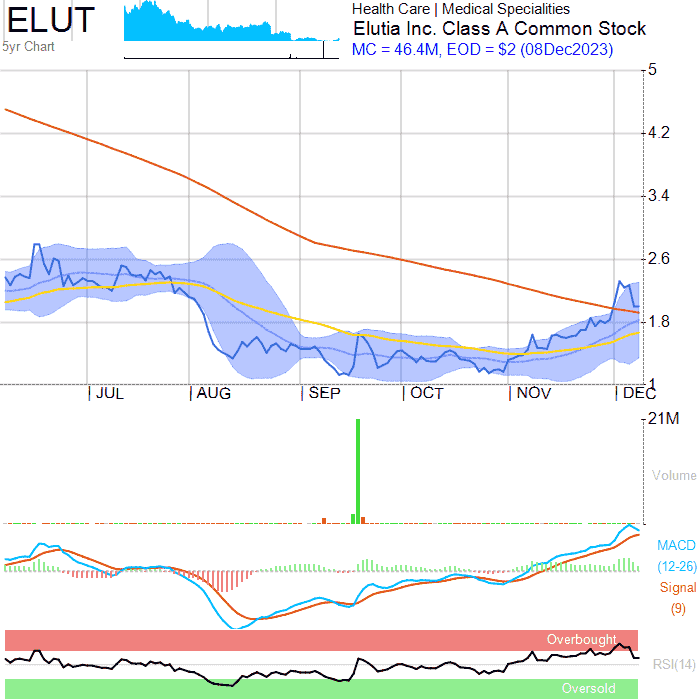 ELUT
5yr Chart
Health Care | Medical Specialities
Elutia Inc. Class A Common Stock
MC = 46.4M, EOD = $2 (08Dec2023)
5
4.2
3.4
2.6
1.8
1
JUL AUG SEP OCT NOV DEC
21M
Volume
MACD
(12-26)
Signal
(9)
Overbought
RSI(14)
Oversold